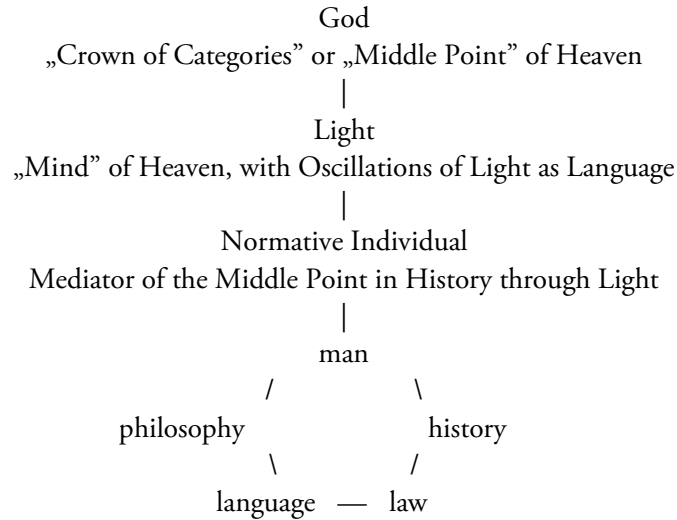 God
„Crown of Categories” or „Middle Point” of Heaven
|
Light
„Mind” of Heaven, with Oscillations of Light as Language
|
Normative Individual
Mediator of the Middle Point in History through Light
|
man
/ \
philosophy history
\ /
language — law